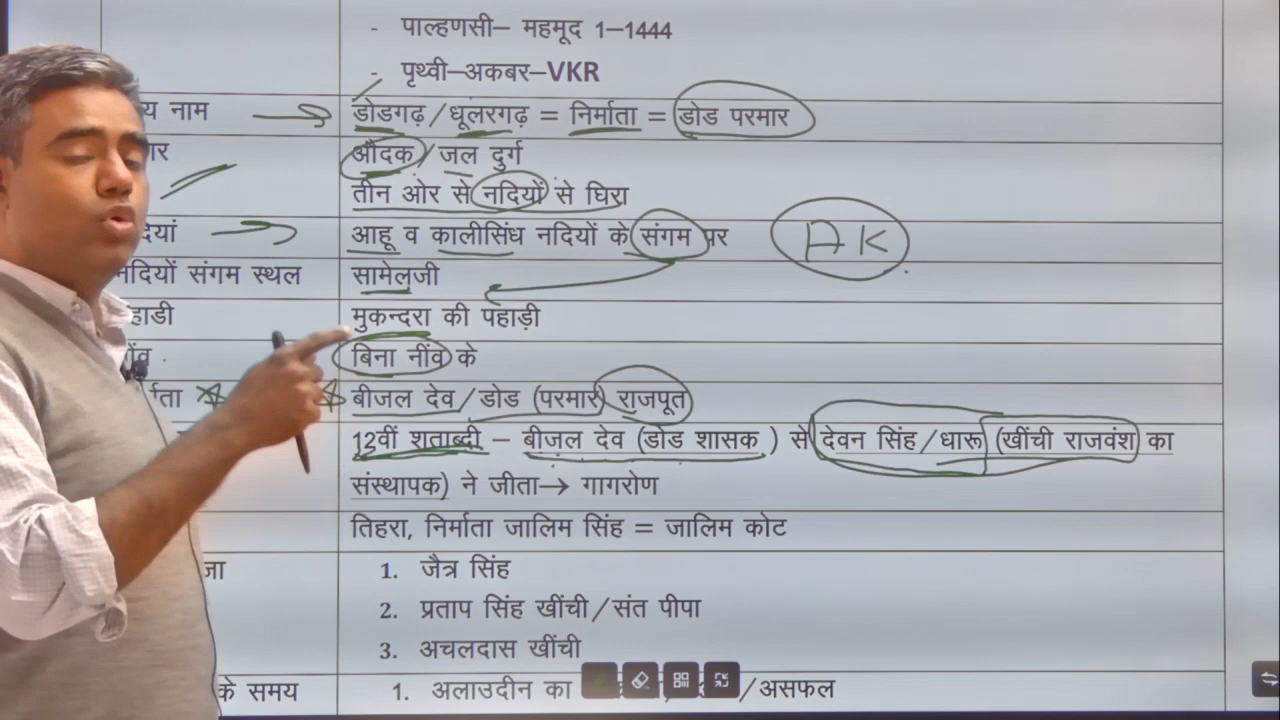 - पाल्हणसी– महमूद 1–1444
- पृथ्वी–अकबर–VKR
नाम डोडगढ़/धूलरगढ़ = निर्माता = डोड परमार
औदक/जल दुर्ग
तीन ओर से नदियों से घिरा
आहू व कालीसिंध नदियों के संगम पर AK
नदियों संगम स्थल सामेलजी
मुकन्दरा की पहाड़ी
बिना नींव के
बीजल देव/डोड (परमार) राजपूत
12वीं शताब्दी – बीजल देव (डोड शासक ) से देवन सिंह/धारू (खींची राजवंश का
संस्थापक) ने जीता→ गागरोण
तिहरा, निर्माता जालिम सिंह = जालिम कोट
1. जैत्र सिंह
2. प्रताप सिंह खींची/संत पीपा
3. अचलदास खींची
के समय 1. अलाउदीन का /असफल